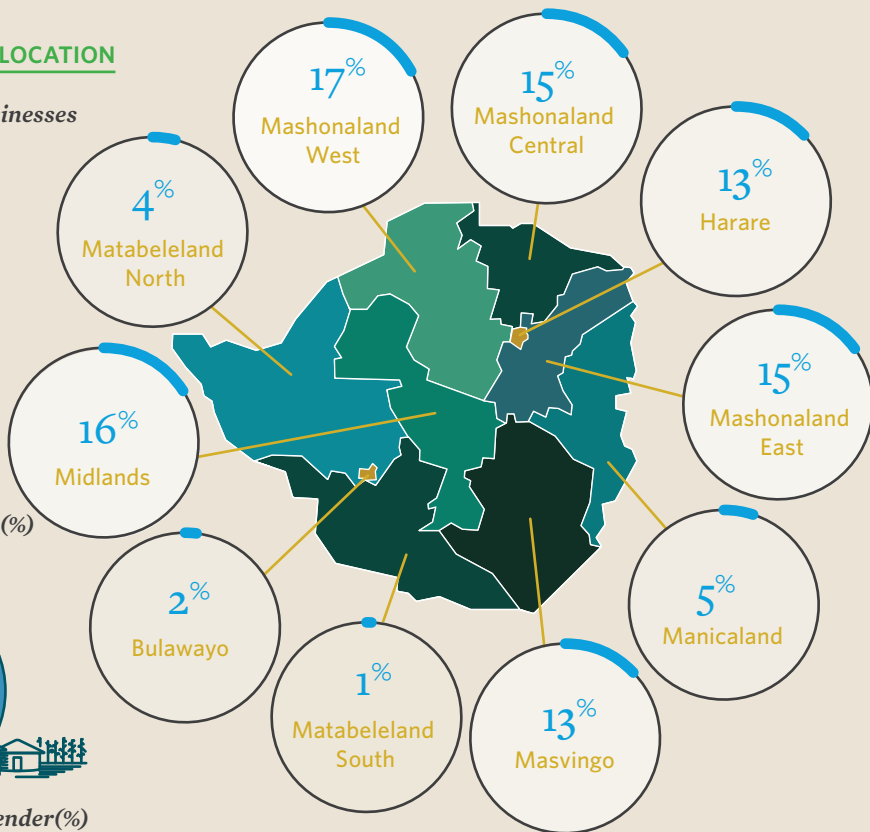 LOCATION
inesses
17%
Mashonaland
West
15%
Mashonaland
Central
13%
Harare
4%
Matabeleland
North
15%
Mashonaland
East
16%
Midlands
(%)
5%
Manicaland
2%
Bulawayo
1%
Matabeleland
South
13%
Masvingo
ender(%)